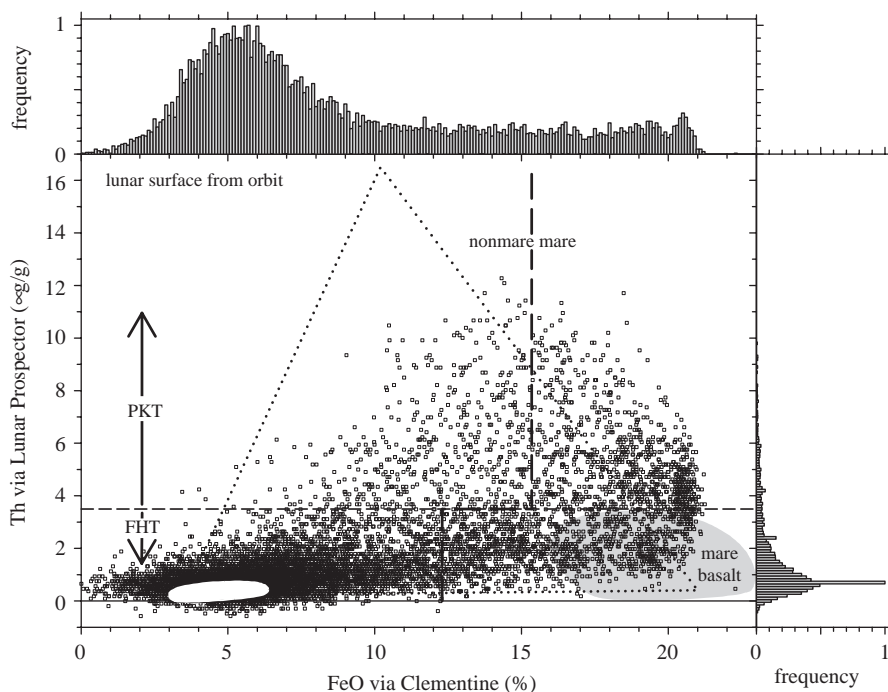 frequency
1
0
lunar surface from orbit
nonmare mare
Th via Lunar Prospector (∞g/g)
16
14
12
10
8
6
4
2
0
PKT
FHT
mare
basalt
0 5 10 15 20
FeO via Clementine (%)
0 1
frequency